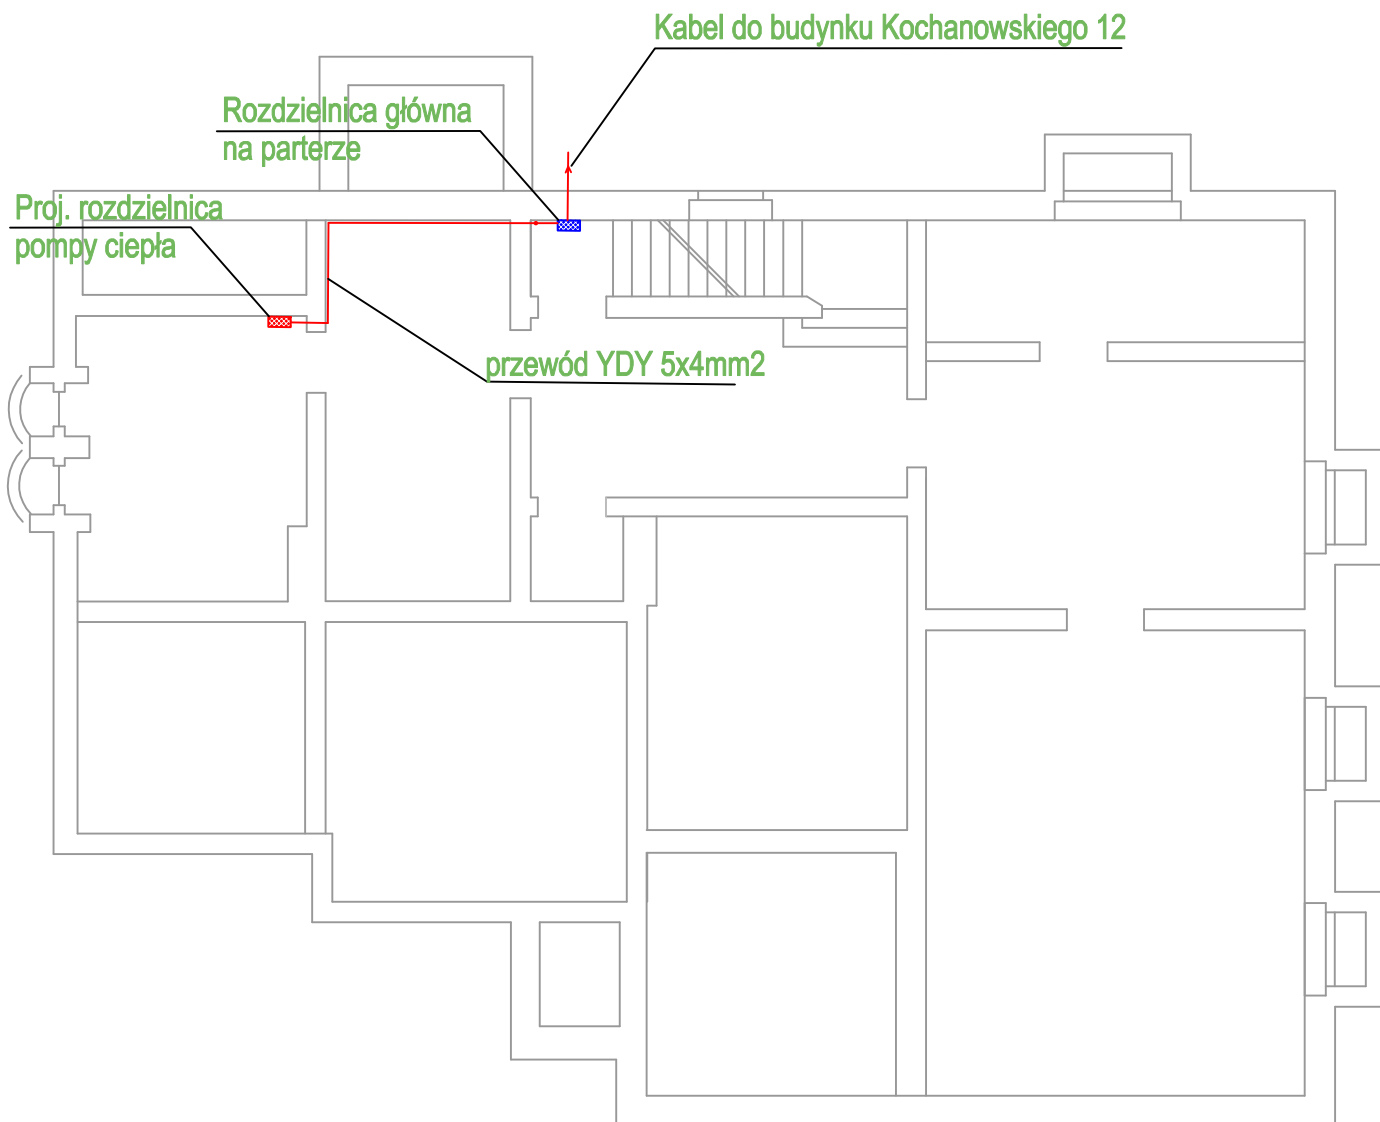 Kabel do budynku Kochanowskiego 12
Rozdzielnica główna
na parterze
Proj. rozdzielnica
pompy ciepła
przewód YDY 5x4mm2